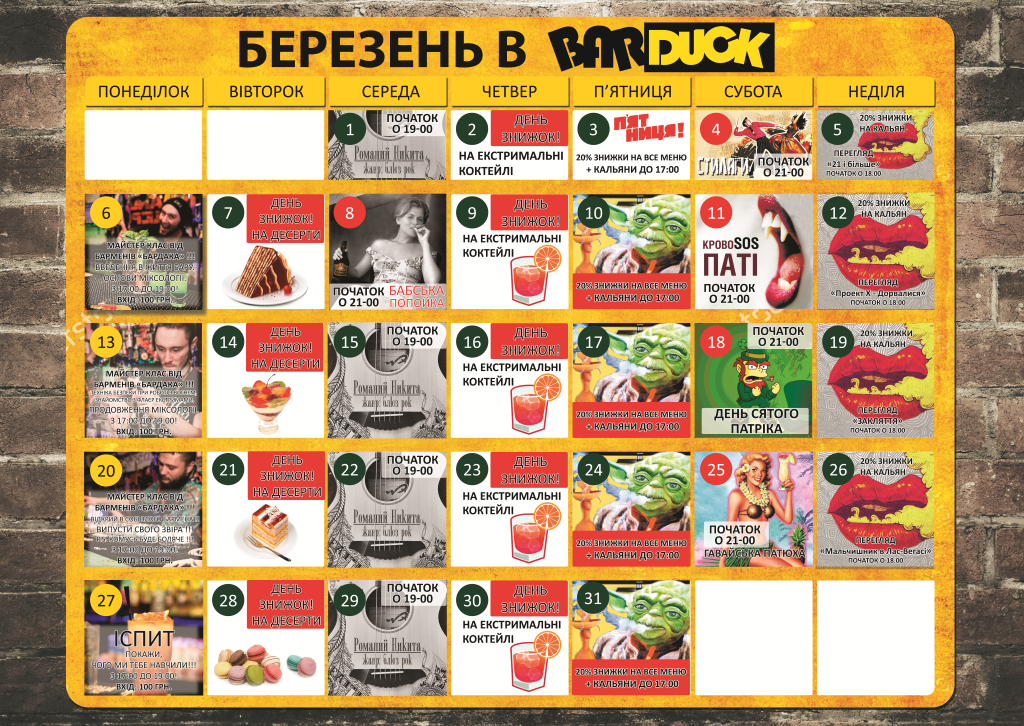 БЕРЕЗЕНЬ В BARDUCK
ПОНЕДІЛОК
ВІВТОРОК
СЕРЕДА
ЧЕТВЕР
П'ЯТНИЦЯ
СУБОТА
НЕДІЛЯ
1
ПОЧАТОК
О 19-00
Романий Никита
жанр: блюз рок
2
ДЕНЬ
ЗНИЖОК!
НА ЕКСТРИМАЛЬНІ
КОКТЕЙЛІ
3
П'ЯТНИЦЯ!
20% ЗНИЖКИ НА ВСЕ МЕНЮ
+ КАЛЬЯНИ ДО 17:00
4
СТИЛЯГИ
ПОЧАТОК
О 21-00
5
20% ЗНИЖКИ
НА КАЛЬЯН
ПЕРЕГЛЯД
«21 і більше»
ПОЧАТОК О 18.00
6
МАЙСТЕР КЛАС ВІД
БАРМЕНІВ «БАРДАКА» !!!
ВВЕДЕННЯ В ЖИТТЯ БАРУ.
ОСНОВИ МІКСОЛОГІЇ.
З 17:00 ДО 19:00!
ВХІД: 100 ГРН.
7
ДЕНЬ
ЗНИЖОК!
НА ДЕСЕРТИ
8
ПОЧАТОК
О 21-00
БАБСЬКА
ПОПОЙКА
9
ДЕНЬ
ЗНИЖОК!
НА ЕКСТРИМАЛЬНІ
КОКТЕЙЛІ
10
20% ЗНИЖКИ НА ВСЕ МЕНЮ
+ КАЛЬЯНИ ДО 17:00
11
КРОВОSOS
ПАТІ
ПОЧАТОК
О 21-00
12
20% ЗНИЖКИ
НА КАЛЬЯН
ПЕРЕГЛЯД
«Проект Х - Дорвалися»
ПОЧАТОК О 18.00
13
МАЙСТЕР КЛАС ВІД
БАРМЕНІВ «БАРДАКА» !!!
ПРОДОВЖЕННЯ МІКСОЛОГІЇ
З 17:00 ДО 19:00!
ВХІД: 100 ГРН.
14
ДЕНЬ
ЗНИЖОК!
НА ДЕСЕРТИ
15
ПОЧАТОК
О 19-00
Романий Никита
жанр: блюз рок
16
ДЕНЬ
ЗНИЖОК!
НА ЕКСТРИМАЛЬНІ
КОКТЕЙЛІ
17
20% ЗНИЖКИ НА ВСЕ МЕНЮ
+ КАЛЬЯНИ ДО 17:00
18
ПОЧАТОК
О 21-00
ДЕНЬ СЯТОГО
ПАТРІКА
19
20% ЗНИЖКИ
НА КАЛЬЯН
ПЕРЕГЛЯД
«ЗАКЛЯТТЯ»
ПОЧАТОК О 18.00
20
МАЙСТЕР КЛАС ВІД
БАРМЕНІВ «БАРДАКА» !!!
ВИПУСТИ СВОГО ЗВІРА !!!
З 17:00 ДО 19:00!
ВХІД: 100 ГРН.
21
ДЕНЬ
ЗНИЖОК!
НА ДЕСЕРТИ
22
ПОЧАТОК
О 19-00
Романий Никита
жанр: блюз рок
23
ДЕНЬ
ЗНИЖОК!
НА ЕКСТРИМАЛЬНІ
КОКТЕЙЛІ
24
20% ЗНИЖКИ НА ВСЕ МЕНЮ
+ КАЛЬЯНИ ДО 17:00
25
ПОЧАТОК
О 21-00
ГАВАЙСЬКА ПАТЮХА
26
20% ЗНИЖКИ
НА КАЛЬЯН
ПЕРЕГЛЯД
«Мальчишник в Лас-Вегасі»
ПОЧАТОК О 18.00
27
ІСПИТ
ПОКАЖИ,
ЧОГО МИ ТЕБЕ НАВЧИЛИ!!!
З 17:00 ДО 19:00!
ВХІД: 100 ГРН.
28
ДЕНЬ
ЗНИЖОК!
НА ДЕСЕРТИ
29
ПОЧАТОК
О 19-00
Романий Никита
жанр: блюз рок
30
ДЕНЬ
ЗНИЖОК!
НА ЕКСТРИМАЛЬНІ
КОКТЕЙЛІ
31
20% ЗНИЖКИ НА ВСЕ МЕНЮ
+ КАЛЬЯНИ ДО 17:00